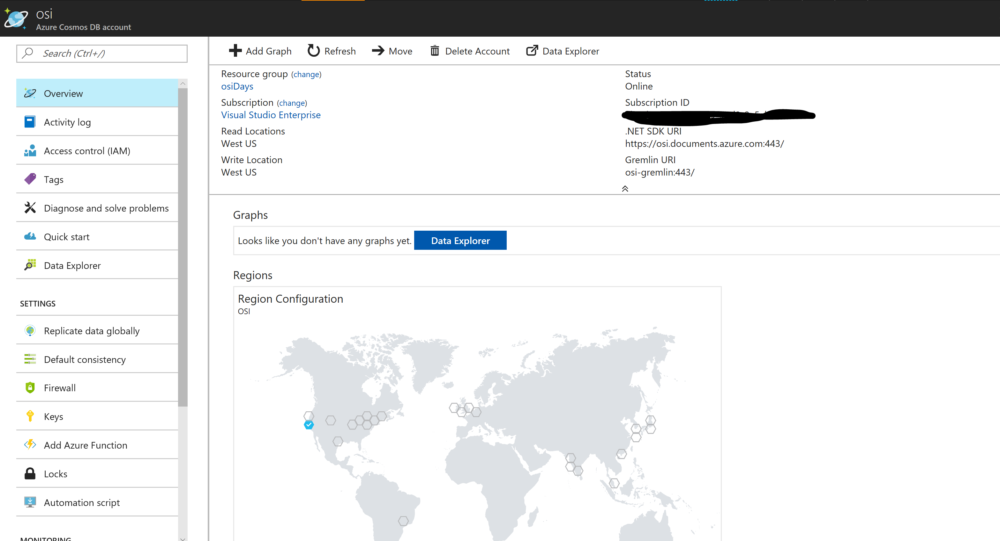 OSI
Azure Cosmos DB account
Search (Ctrl+/)
Overview
Activity log
Access control (IAM)
Tags
Diagnose and solve problems
Quick start
Data Explorer
SETTINGS
Replicate data globally
Default consistency
Firewall
Keys
Add Azure Function
Locks
Automation script
MONITORING
Add Graph
Refresh
Move
Delete Account
Data Explorer
Resource group (change)
osiDays
Subscription (change)
Visual Studio Enterprise
Read Locations
West US
Write Location
West US
Status
Online
Subscription ID
.NET SDK URI
https://osi.documents.azure.com:443/
Gremlin URI
osi-gremlin:443/
Graphs
Looks like you don't have any graphs yet.
Data Explorer
Regions
Region Configuration
OSI